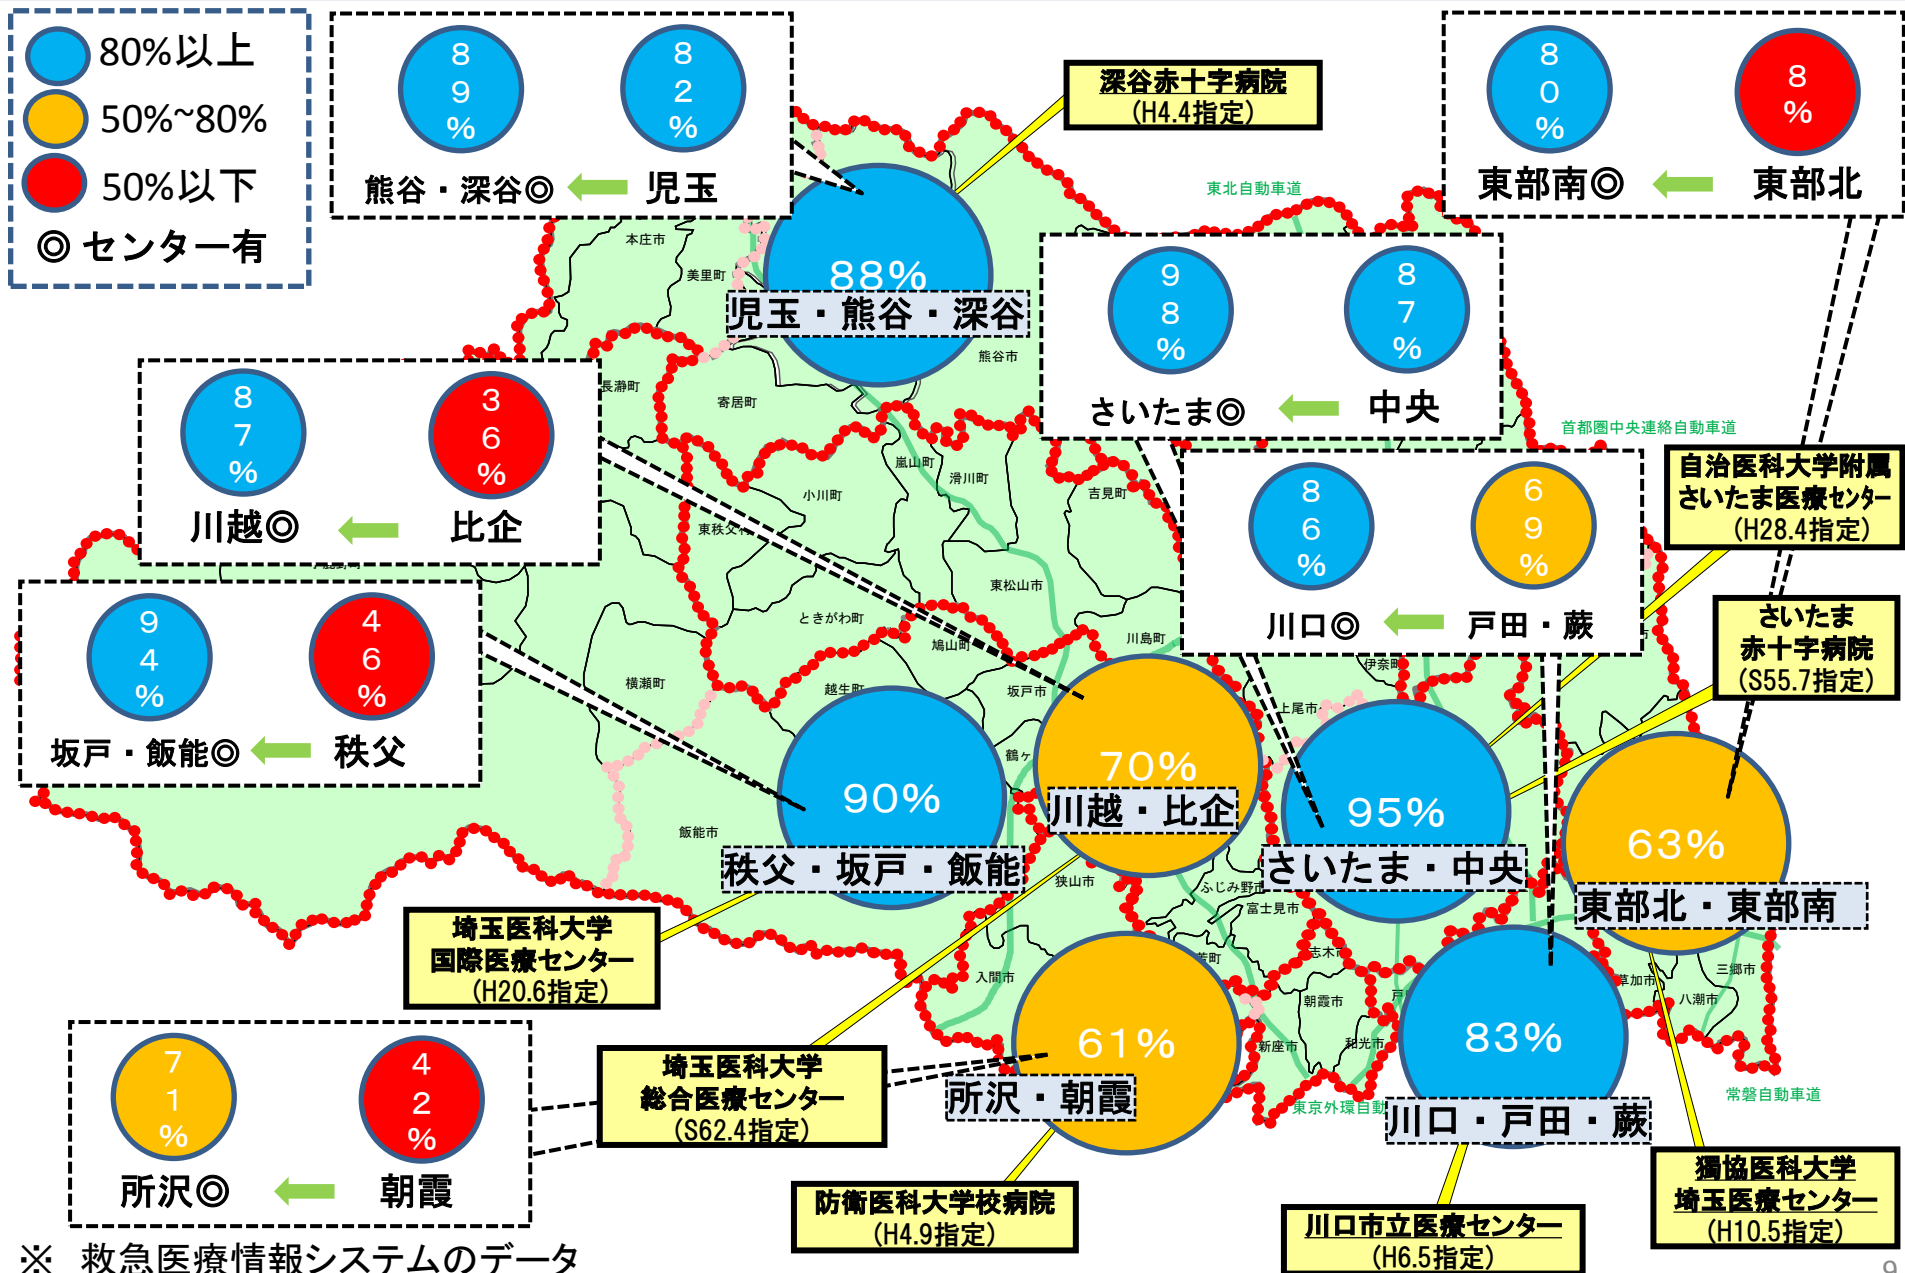 80%以上
50%~80%
50%以下
◎センター有
89%
82%
熊谷・深谷◎
児玉
深谷赤十字病院
(H4.4指定)
80%
8%
東部南◎
東部北
東北自動車道
本庄市
美里町
88%
児玉・熊谷・深谷
熊谷市
98%
87%
さいたま◎
中央
長瀞町
寄居町
87%
36%
川越◎
比企
首都圏中央連絡自動車道
自治医科大学附属
さいたま医療センター
(H28.4指定)
嵐山町
滑川町
小川町
吉見町
東秩父
東松山市
86%
69%
川口◎
戸田・蕨
94%
46%
坂戸・飯能◎
秩父
ときがわ町
鳩山町
川島町
伊奈町
さいたま
赤十字病院
(S55.7指定)
横瀬町
越生町
坂戸市
上尾市
鶴ヶ
70%
川越・比企
90%
秩父・坂戸・飯能
95%
さいたま・中央
63%
東部北・東部南
飯能市
狭山市
ふじみ野市
富士見市
埼玉医科大学
国際医療センター
(H20.6指定)
入間市
志木市
朝霞市
新座市
和光市
草加市
三郷市
八潮市
61%
所沢・朝霞
83%
川口・戸田・蕨
71%
42%
所沢◎
朝霞
埼玉医科大学
総合医療センター
(S62.4指定)
東京外環自動
常磐自動車道
防衛医科大学校病院
(H4.9指定)
川口市立医療センター
(H6.5指定)
獨協医科大学
埼玉医療センター
(H10.5指定)
※ 救急医療情報システムのデータ
9